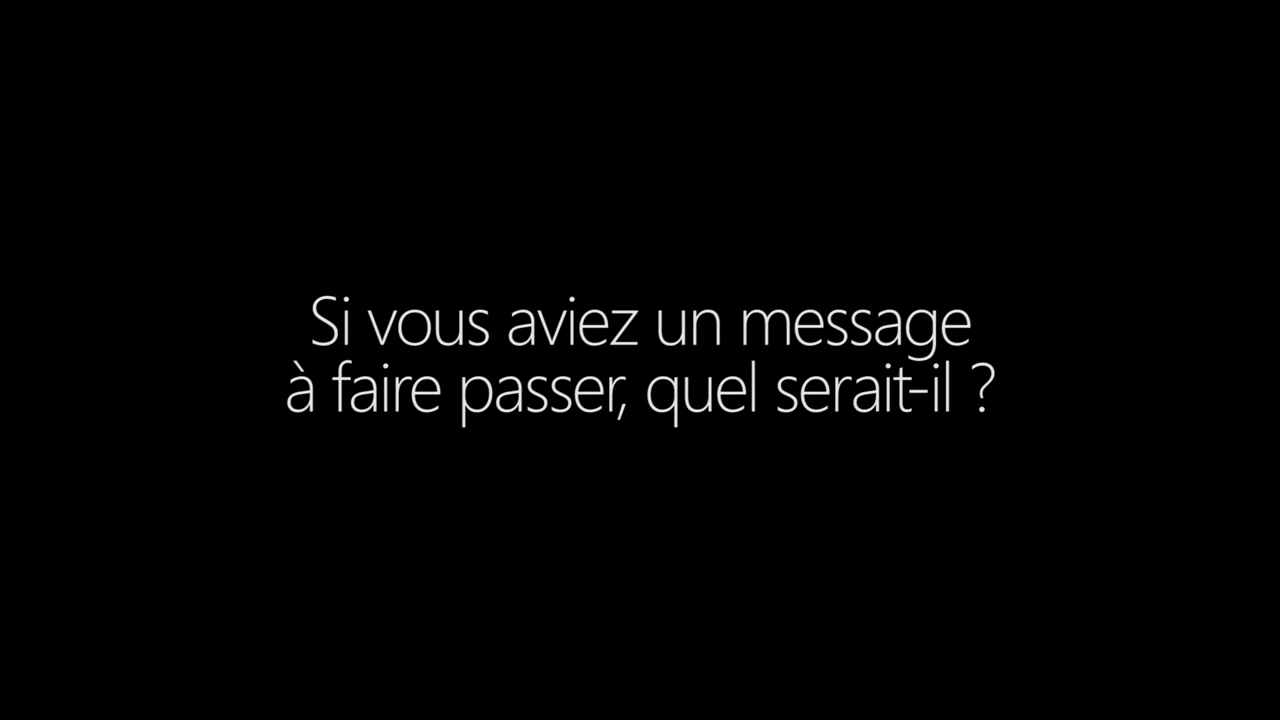 Si vous aviez un message
à faire passer, quel serait-il ?